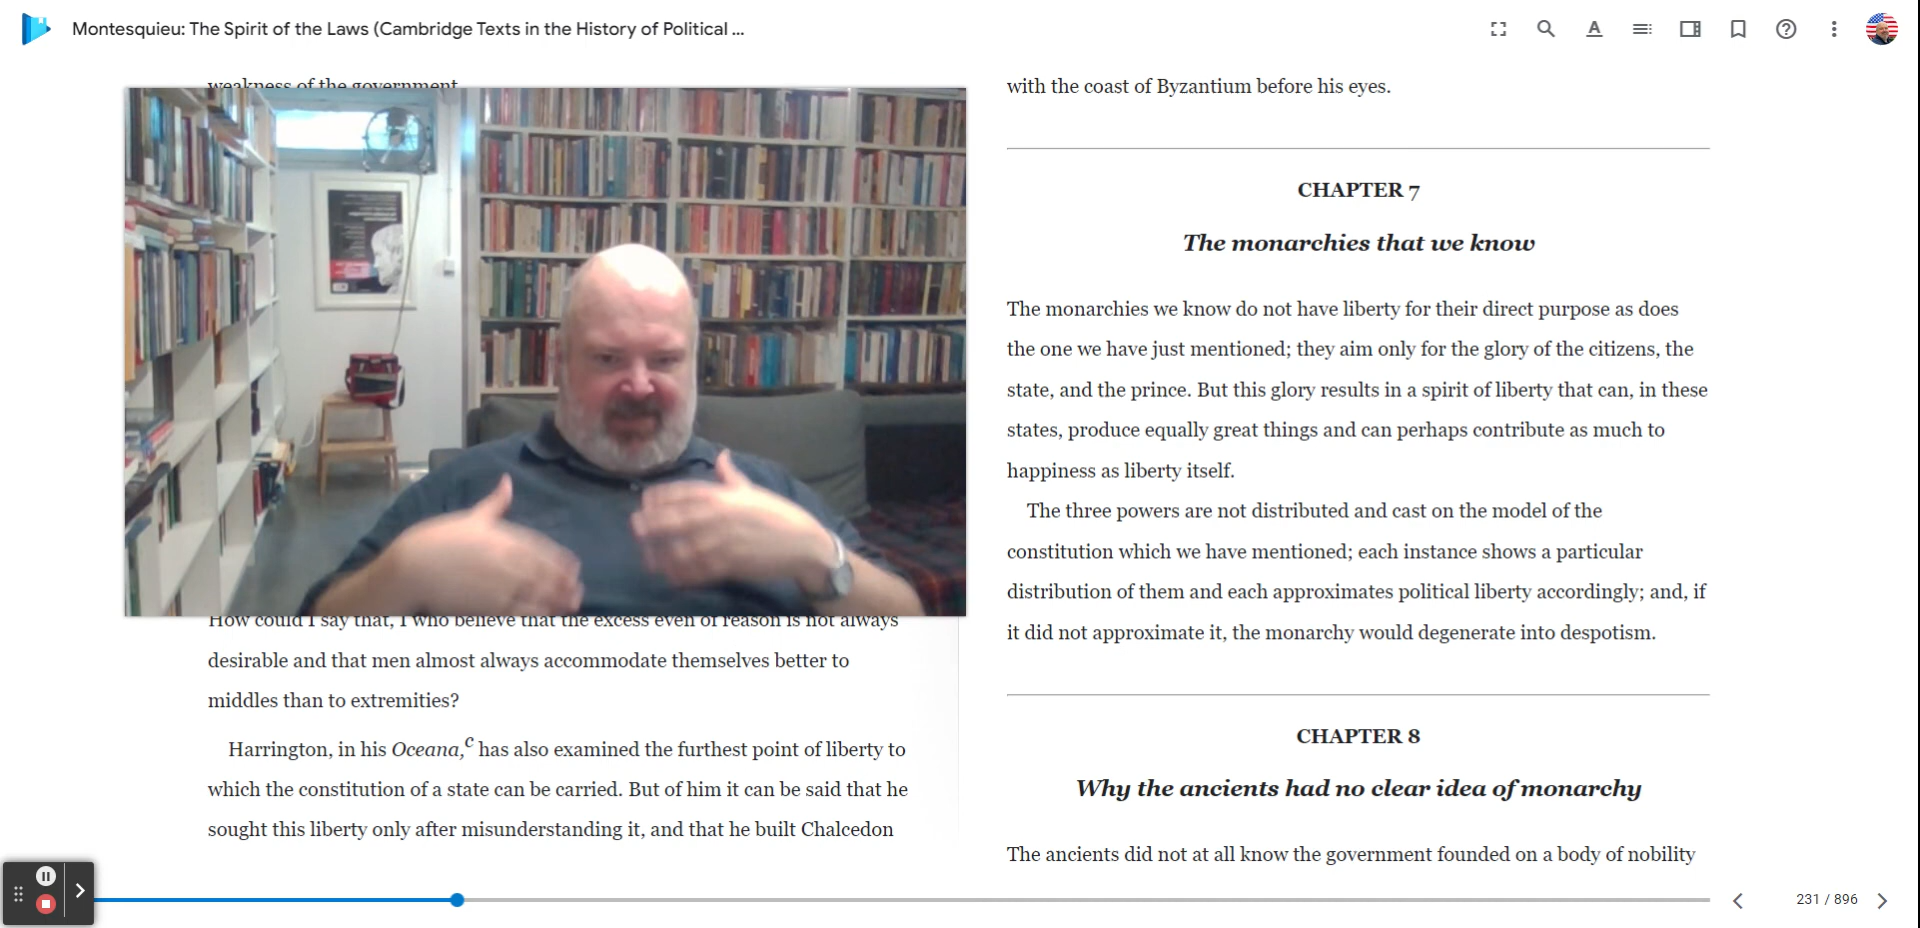 Montesquieu: The Spirit of the Laws (Cambridge Texts in the History of Political ...
weakness of the government
How could I say that, I who believe that the excess even of reason is not always
desirable and that men almost always accommodate themselves better to
middles than to extremities?
Harrington, in his Oceana,c has also examined the furthest point of liberty to
which the constitution of a state can be carried. But of him it can be said that he
sought this liberty only after misunderstanding it, and that he built Chalcedon
with the coast of Byzantium before his eyes.
CHAPTER 7
The monarchies that we know
The monarchies we know do not have liberty for their direct purpose as does
the one we have just mentioned; they aim only for the glory of the citizens, the
state, and the prince. But this glory results in a spirit of liberty that can, in these
states, produce equally great things and can perhaps contribute as much to
happiness as liberty itself.
The three powers are not distributed and cast on the model of the
constitution which we have mentioned; each instance shows a particular
distribution of them and each approximates political liberty accordingly; and, if
it did not approximate it, the monarchy would degenerate into despotism.
CHAPTER 8
Why the ancients had no clear idea of monarchy
The ancients did not at all know the government founded on a body of nobility
231 / 896